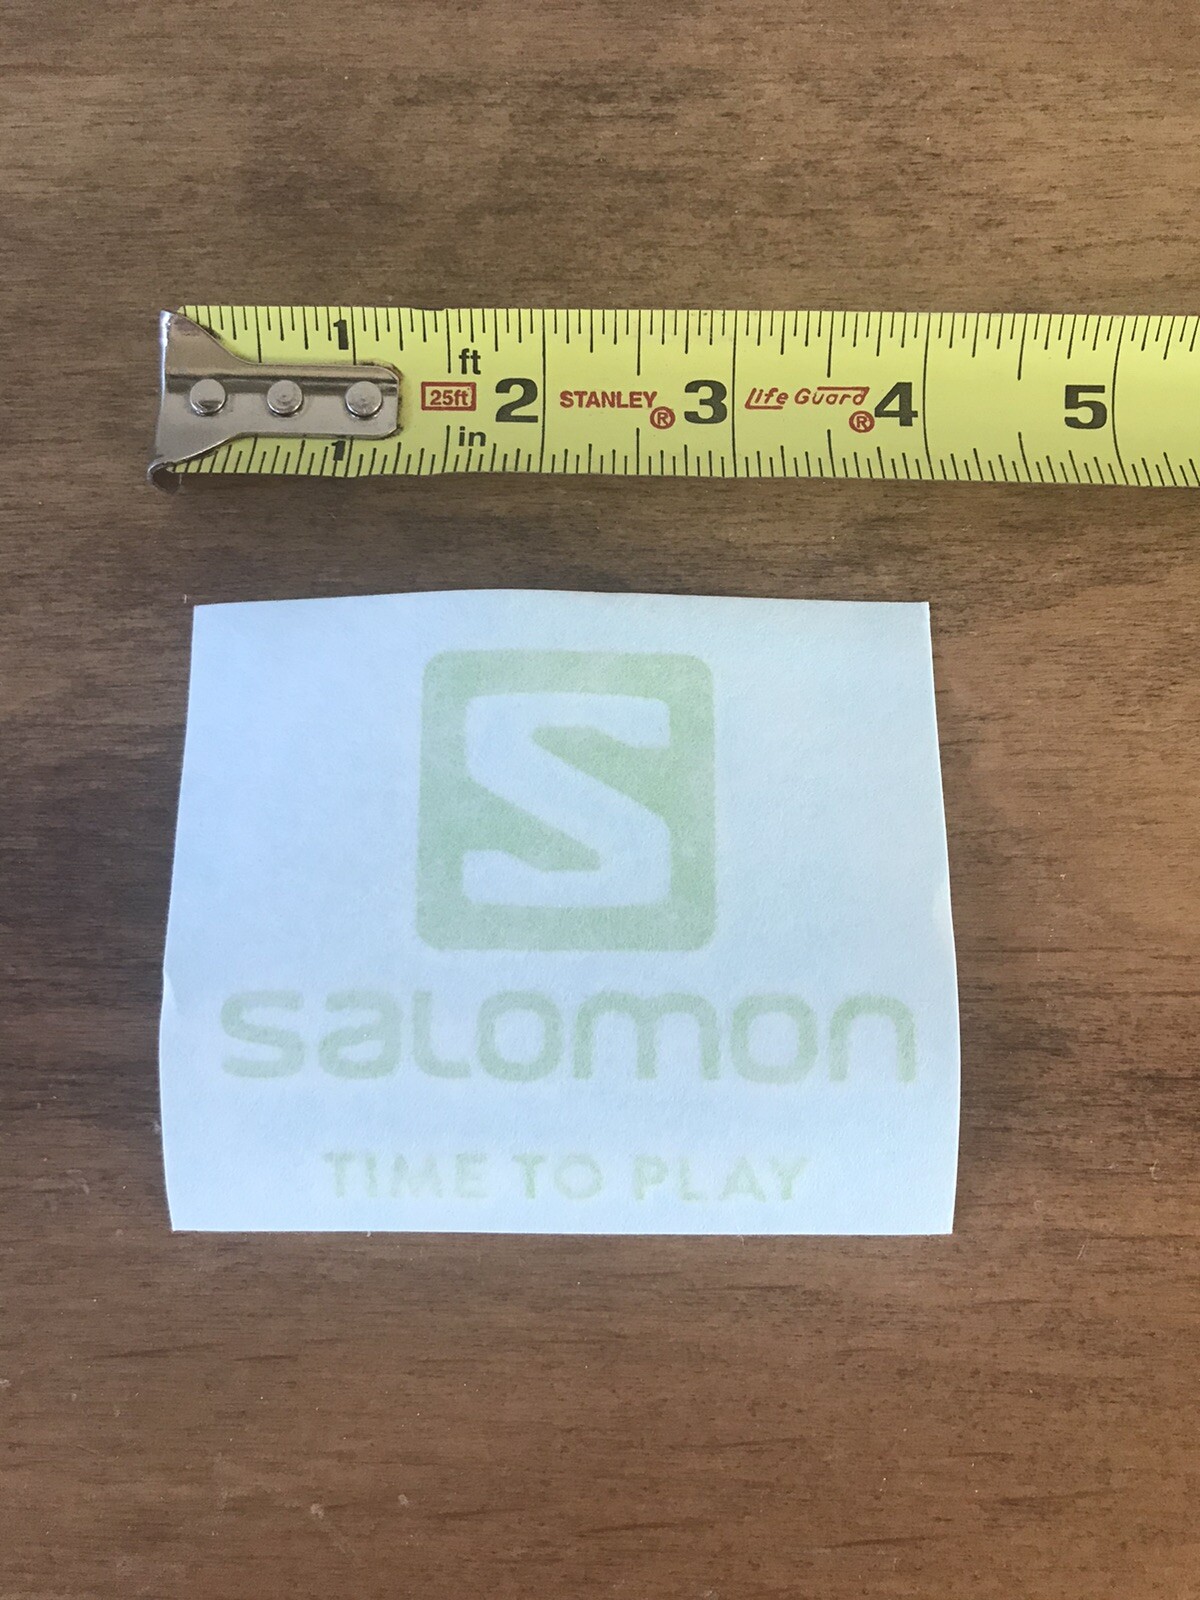 1 ft
25ft 2 STANLEY® 3 Life Guard® 4 5
1 in
S
salomon
TIME TO PLAY